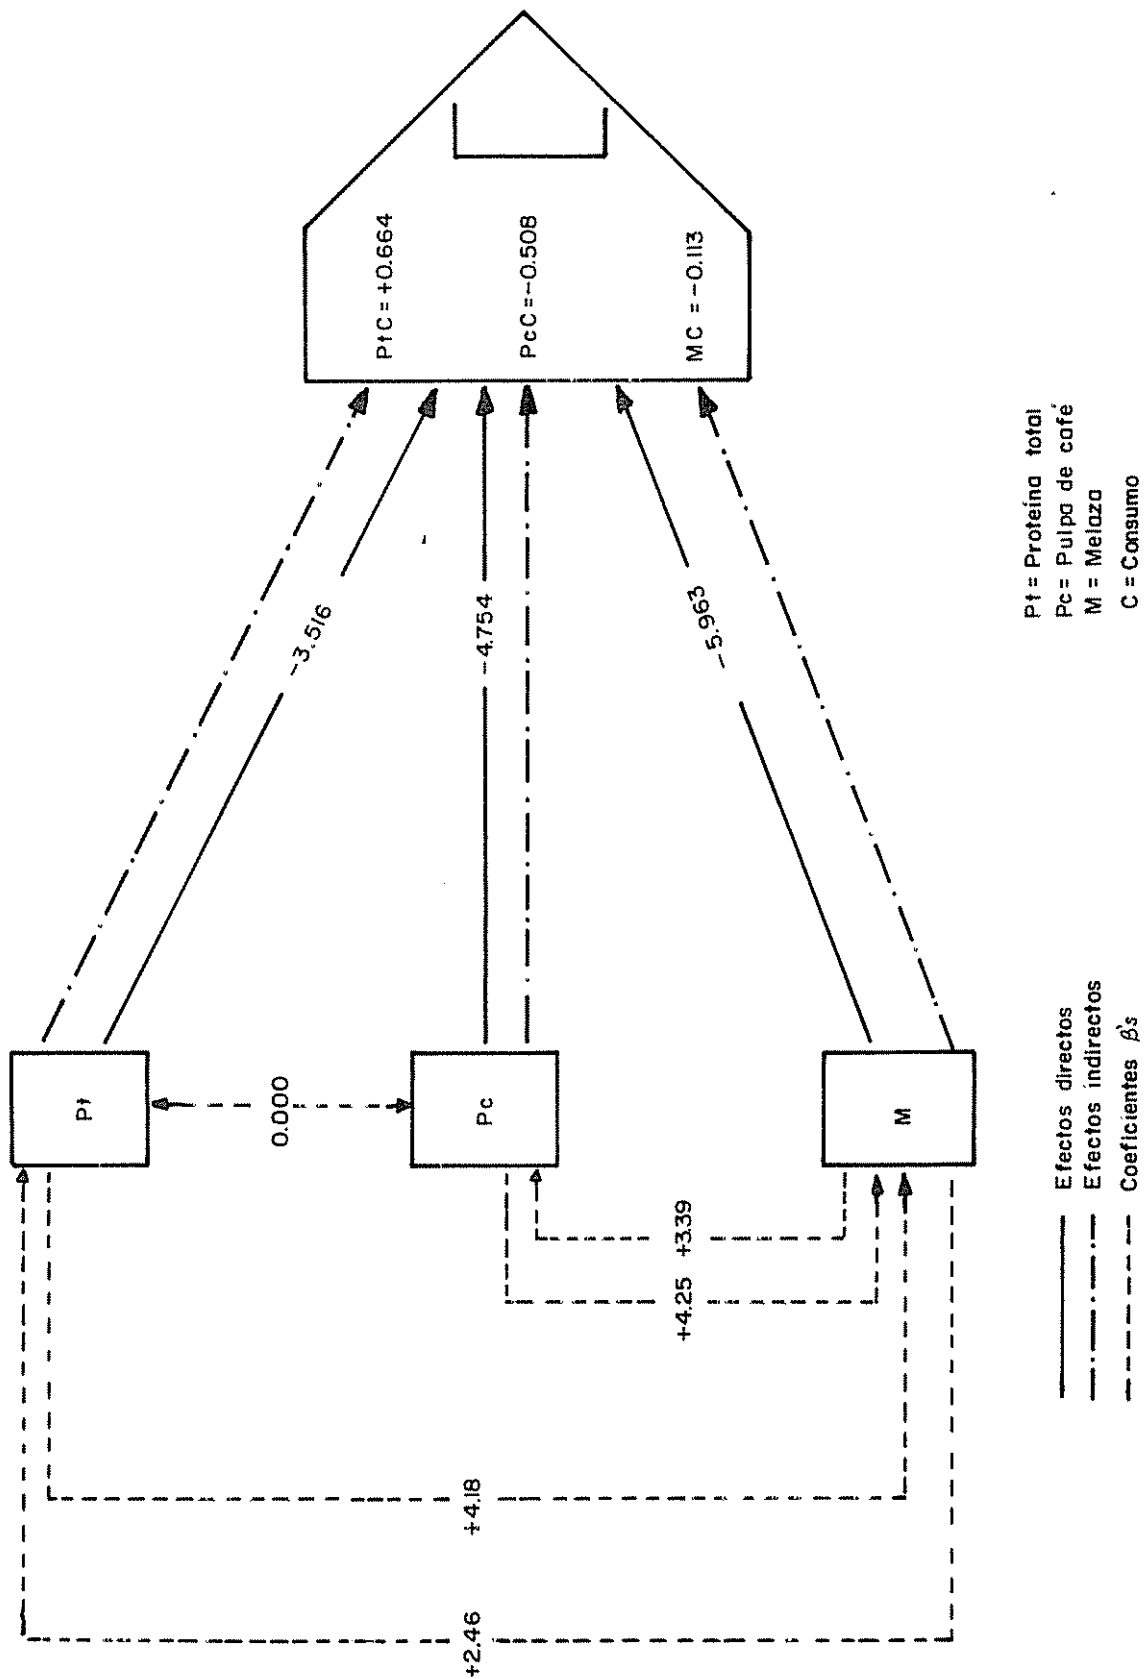 Pt
Pc
M
0.000
+4.25
+3.39
+4.18
+2.46
-3.516
-4.754
-5.963
PtC = +0.664
PcC = -0.508
MC = -0.113
Efectos directos
Efectos indirectos
Coeficientes β's
Pt = Proteína total
Pc = Pulpa de café
M = Melaza
C = Consumo